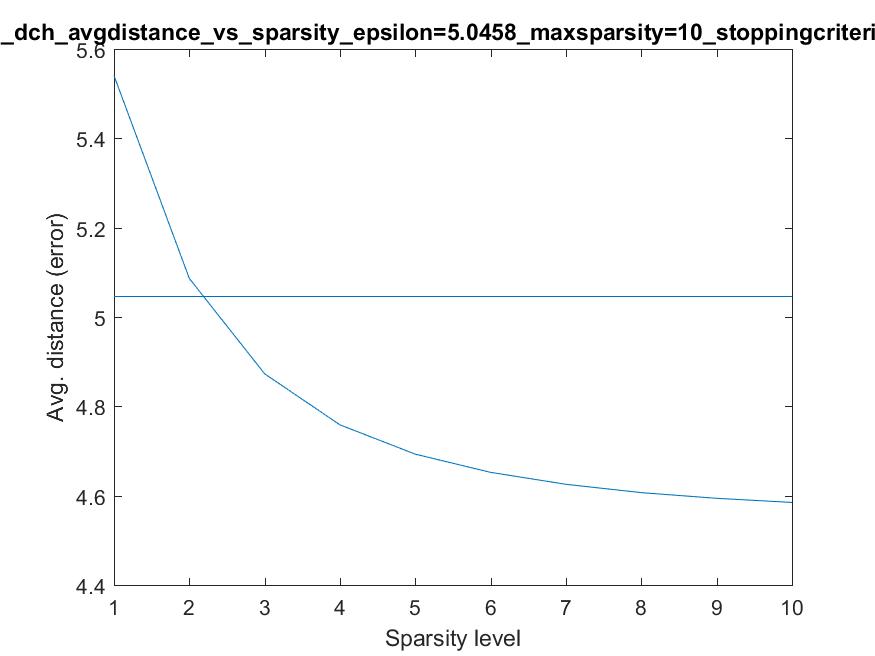 _dch_avgdistance_vs_sparsity_epsilon=5.0458_maxsparsity=10_stoppingcriteri
5.6
5.4
5.2
5
4.8
4.6
4.4
Avg. distance (error)
1 2 3 4 5 6 7 8 9 10
Sparsity level